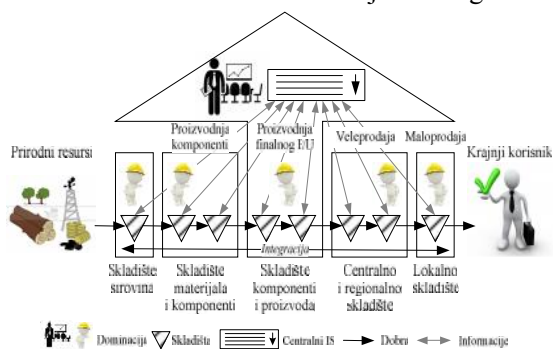 Proizvodnja
komponenti
Proizvodnja
finalnog P/U
Veleprodaja
Maloprodaja
Prirodni resursi
Krajnji korisnik
Integracija
Skladište
sirovina
Skladište
materijala
i komponenti
Skladište
komponenti
i proizvoda
Centralno
i regionalno
skladište
Lokalno
skladište
Dominacija
Skladišta
Centralni IS
Dobra
Informacije